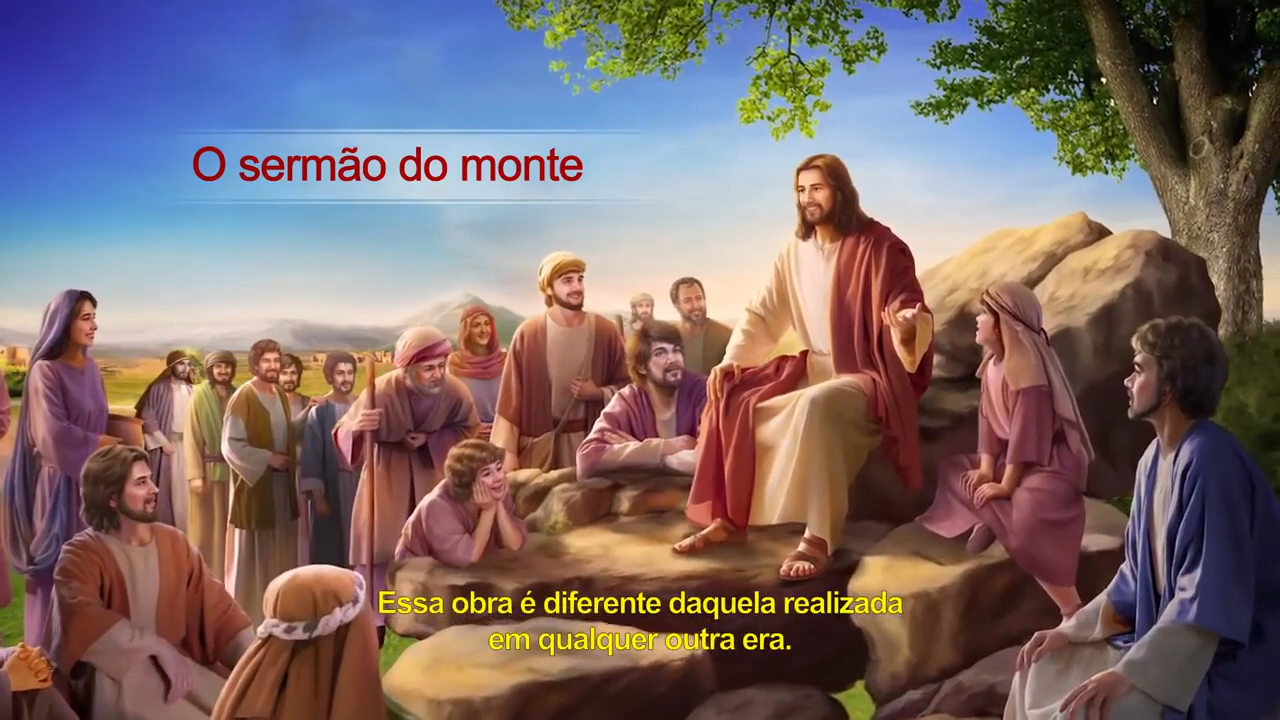 O sermão do monte
Essa obra é diferente daquela realizada
em qualquer outra era.